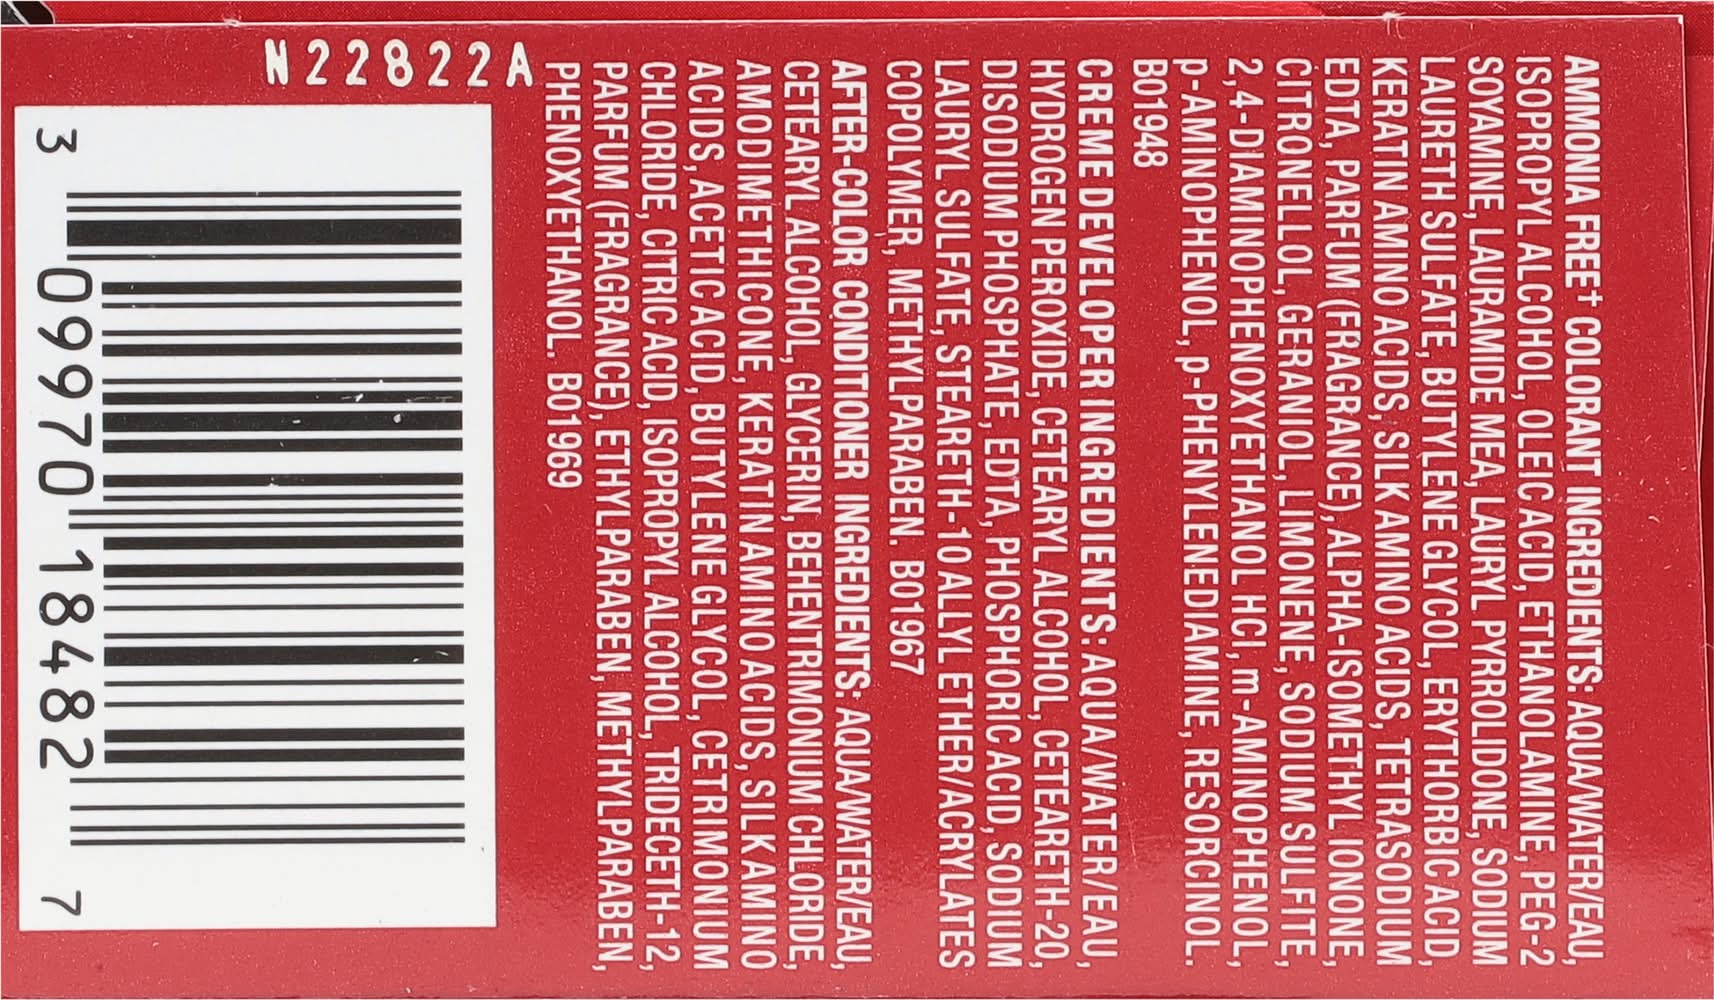 AMMONIA FREE† COLORANT INGREDIENTS: AQUA/WATER/EAU,
ISOPROPYL ALCOHOL, OLEIC ACID, ETHANOLAMINE, PEG-2
SOYAMINE, LAURAMIDE MEA, LAURYL PYRROLIDONE, SODIUM
LAURETH SULFATE, BUTYLENE GLYCOL, ERYTHORBIC ACID,
KERATIN AMINO ACIDS, SILK AMINO ACIDS, TETRASODIUM
EDTA, PARFUM (FRAGRANCE), ALPHA-ISOMETHYL IONONE,
CITRONELLOL, GERANIOL, LIMONENE, SODIUM SULFITE,
2,4-DIAMINOPHENOXYETHANOL HCl, m-AMINOPHENOL,
p-AMINOPHENOL, p-PHENYLENEDIAMINE, RESORCINOL.
B01948
CREME DEVELOPER INGREDIENTS: AQUA/WATER/EAU,
HYDROGEN PEROXIDE, CETEARYL ALCOHOL, CETEARETH-20,
DISODIUM PHOSPHATE, EDTA, PHOSPHORIC ACID, SODIUM
LAURYL SULFATE, STEARETH-10 ALLYL ETHER/ACRYLATES
COPOLYMER, METHYLPARABEN. B01967
AFTER-COLOR CONDITIONER INGREDIENTS: AQUA/WATER/EAU,
CETEARYL ALCOHOL, GLYCERIN, BEHENTRIMONIUM CHLORIDE,
AMODIMETHICONE, KERATIN AMINO ACIDS, SILK AMINO
ACIDS, ACETIC ACID, BUTYLENE GLYCOL, CETRIMONIUM
CHLORIDE, CITRIC ACID, ISOPROPYL ALCOHOL, TRIDECETH-12,
PARFUM (FRAGRANCE), ETHYLPARABEN, METHYLPARABEN,
PHENOXYETHANOL. B01969
N22822A
3 09970 18482 7